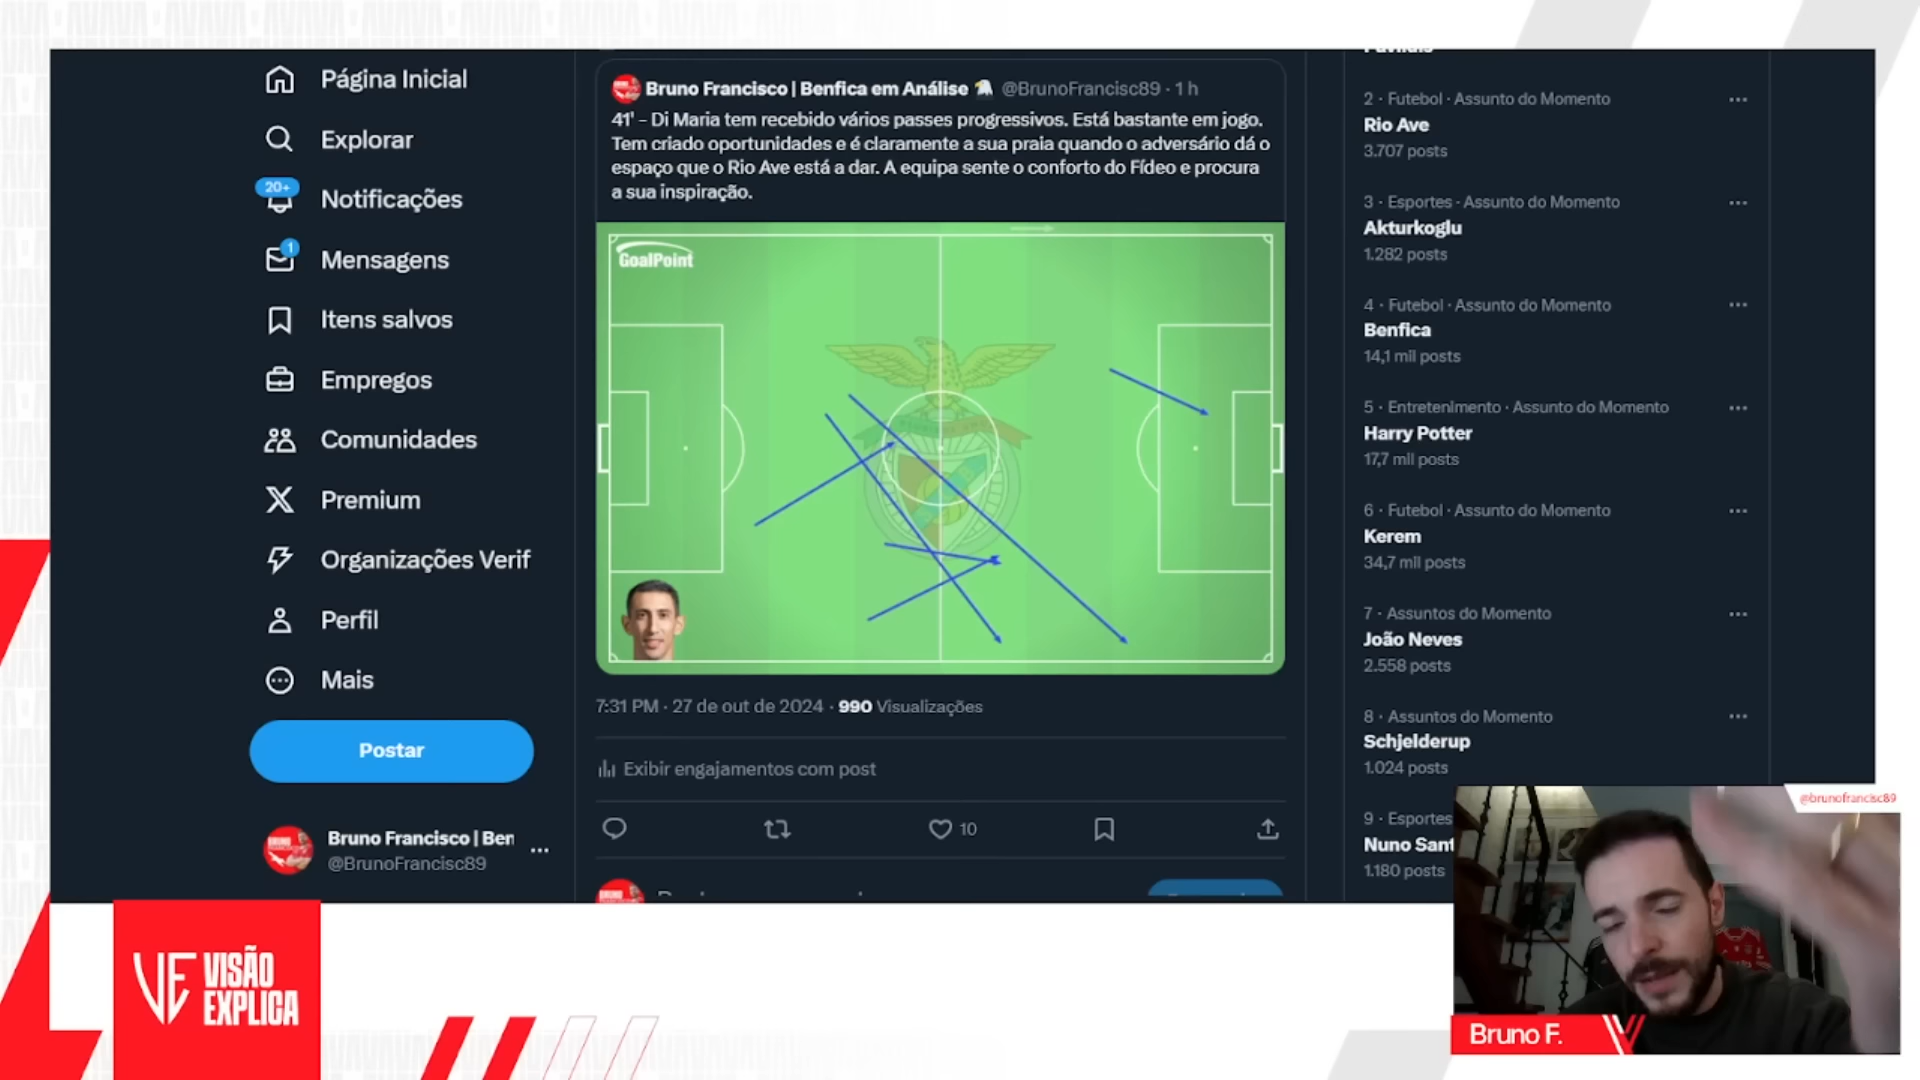 Página Inicial
Explorar
20+
Notificações
1
Mensagens
Itens salvos
Empregos
Comunidades
Premium
Organizações Verif
Perfil
Mais
Postar
Bruno Francisco | Ben
@BrunoFrancisc89
Bruno Francisco | Benfica em Análise @BrunoFrancisc89 · 1 h
41' - Di Maria tem recebido vários passes progressivos. Está bastante em jogo.
Tem criado oportunidades e é claramente a sua praia quando o adversário dá o
espaço que o Rio Ave está a dar. A equipa sente o conforto do Fídeo e procura
a sua inspiração.
GoalPoint
7:31 PM · 27 de out de 2024 · 990 Visualizações
Exibir engajamentos com post
10
2 · Futebol · Assunto do Momento
Rio Ave
3.707 posts
3 · Esportes · Assunto do Momento
Akturkoglu
1.282 posts
4 · Futebol · Assunto do Momento
Benfica
14,1 mil posts
5 · Entretenimento · Assunto do Momento
Harry Potter
17,7 mil posts
6 · Futebol · Assunto do Momento
Kerem
34,7 mil posts
7 · Assuntos do Momento
João Neves
2.558 posts
8 · Assuntos do Momento
Schjelderup
1.024 posts
9 · Esportes
Nuno Sant
1.180 posts
@brunofrancisc89
Bruno F.
VE VISÃO
EXPLICA